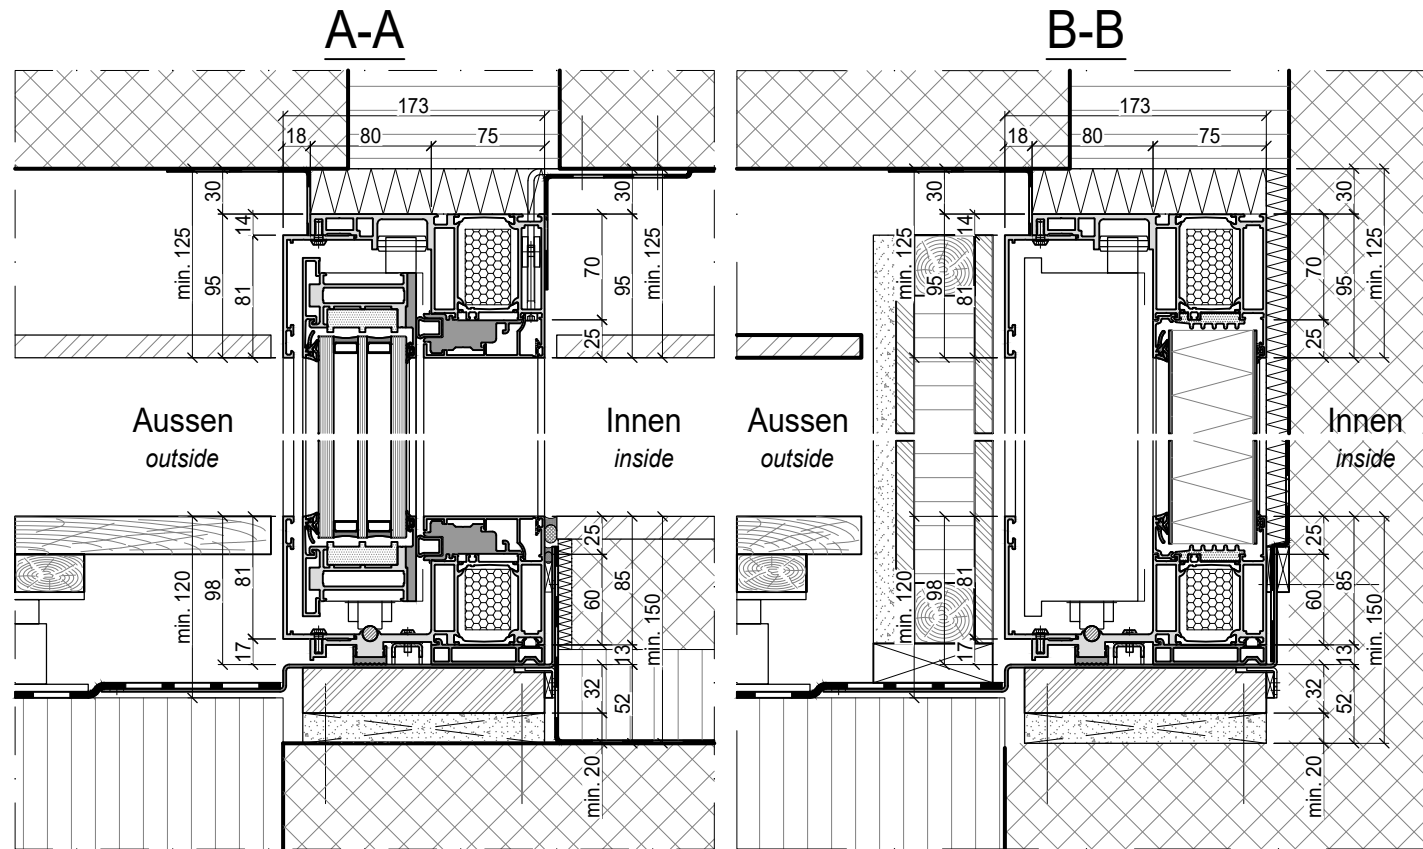 A-A
173
18 80 75
min. 125
95
30
14
81
70
25
30
95
min. 125
Aussen
outside
Innen
inside
min. 120
98
81
17
25
60
85
13
min. 150
32
52
min. 20
B-B
173
18 80 75
min. 125
95
30
14
81
70
25
30
95
min. 125
Aussen
outside
Innen
inside
min. 120
98
81
17
25
60
85
13
min. 150
32
52
min. 20